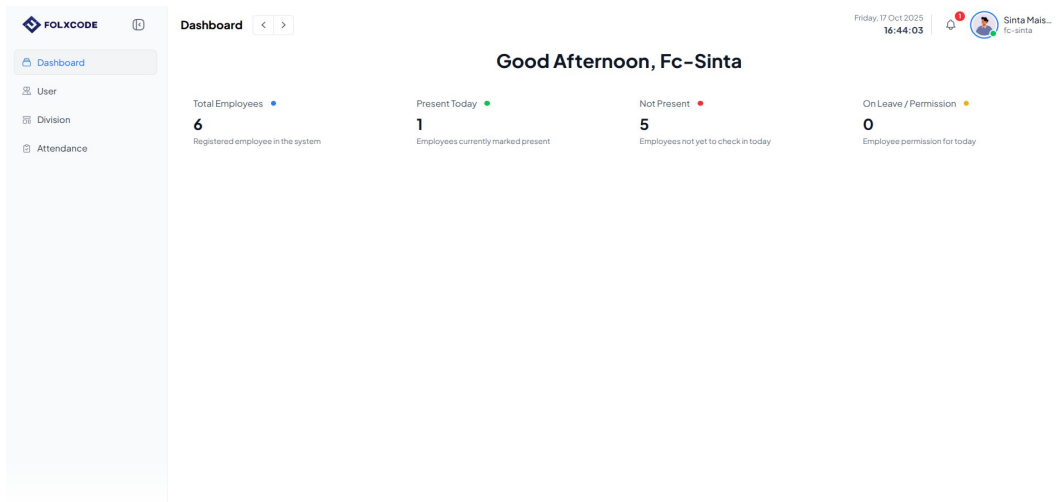 FOLXCODE
Dashboard
User
Division
Attendance
Dashboard
Friday, 17 Oct 2025
16:44:03
1
Sinta Mais...
fc-sinta
Good Afternoon, Fc-Sinta
Total Employees
6
Registered employee in the system
Present Today
1
Employees currently marked present
Not Present
5
Employees not yet to check in today
On Leave / Permission
0
Employee permission for today